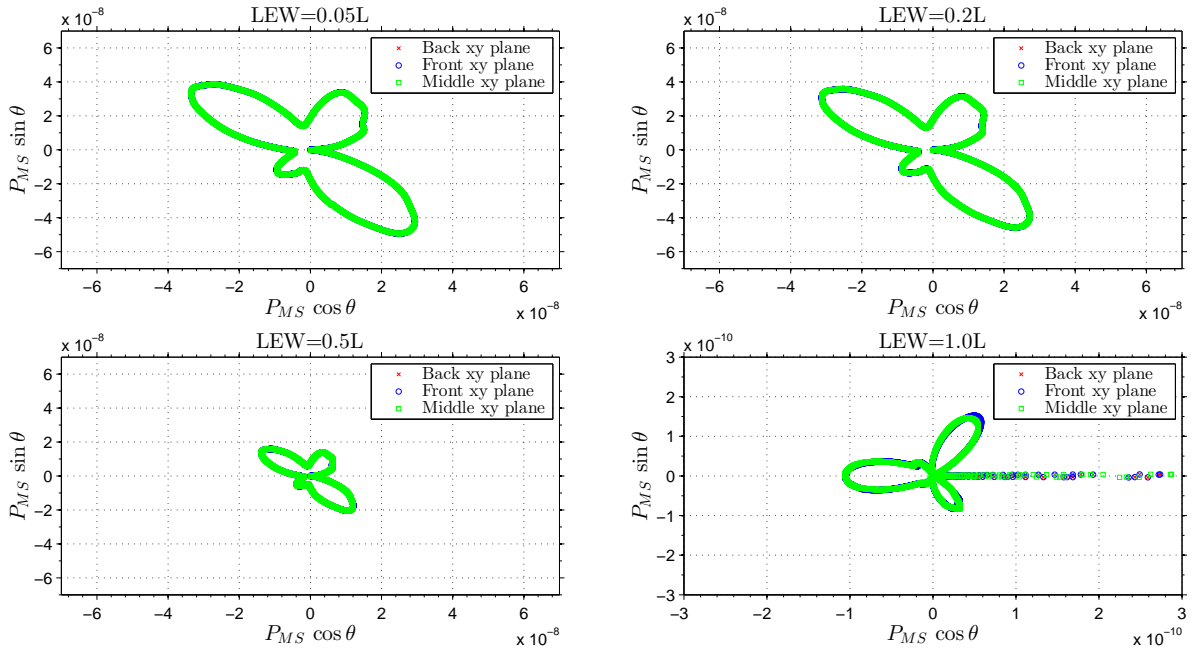 LEW=0.05L
x 10⁻⁸
6
4
2
0
−2
−4
−6
P_MS sin θ
Back xy plane
Front xy plane
Middle xy plane
−6 −4 −2 0 2 4 6
P_MS cos θ
x 10⁻⁸
LEW=0.2L
x 10⁻⁸
6
4
2
0
−2
−4
−6
P_MS sin θ
Back xy plane
Front xy plane
Middle xy plane
−6 −4 −2 0 2 4 6
P_MS cos θ
x 10⁻⁸
LEW=0.5L
x 10⁻⁸
6
4
2
0
−2
−4
−6
P_MS sin θ
Back xy plane
Front xy plane
Middle xy plane
−6 −4 −2 0 2 4 6
P_MS cos θ
x 10⁻⁸
LEW=1.0L
x 10⁻¹⁰
3
2
1
0
−1
−2
−3
P_MS sin θ
Back xy plane
Front xy plane
Middle xy plane
−3 −2 −1 0 1 2 3
P_MS cos θ
x 10⁻¹⁰